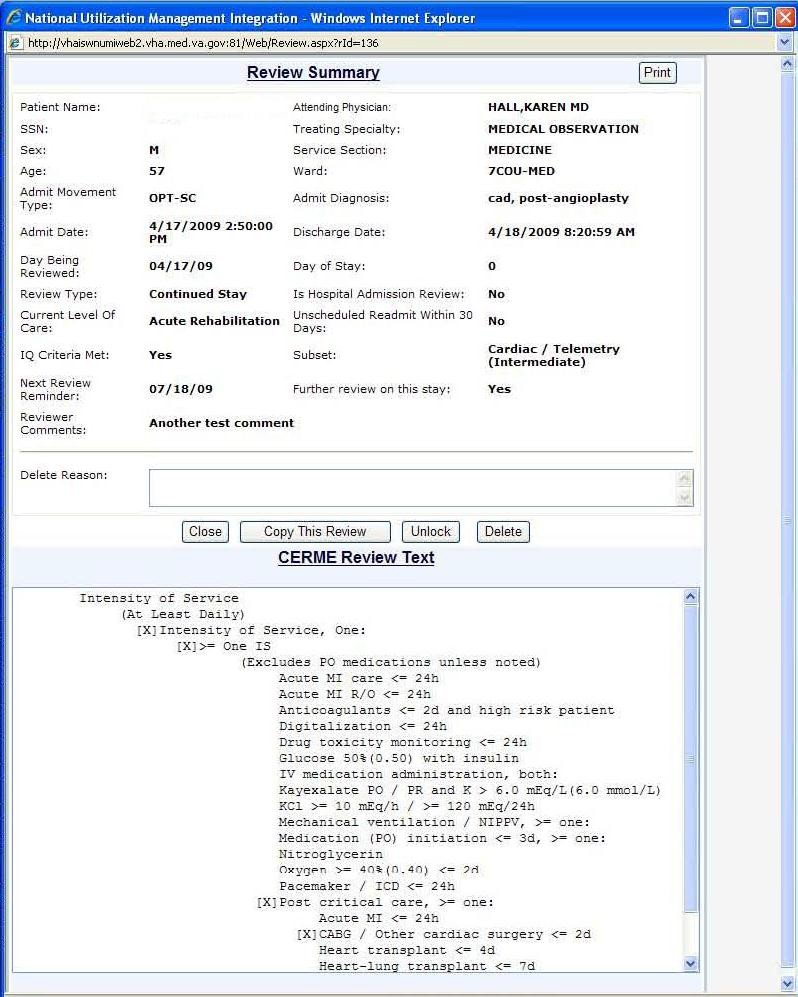 National Utilization Management Integration - Windows Internet Explorer
http://vhaiswnumiweb2.vha.med.va.gov:81/Web/Review.aspx?rId=136
Review Summary Print
Patient Name: Attending Physician: HALL,KAREN MD
SSN: Treating Specialty: MEDICAL OBSERVATION
Sex: M Service Section: MEDICINE
Age: 57 Ward: 7COU-MED
Admit Movement
Type: OPT-SC Admit Diagnosis: cad, post-angioplasty
Admit Date: 4/17/2009 2:50:00
PM Discharge Date: 4/18/2009 8:20:59 AM
Day Being
Reviewed: 04/17/09 Day of Stay: 0
Review Type: Continued Stay Is Hospital Admission Review: No
Current Level Of
Care: Acute Rehabilitation Unscheduled Readmit Within 30
Days: No
IQ Criteria Met: Yes Subset: Cardiac / Telemetry
(Intermediate)
Next Review
Reminder: 07/18/09 Further review on this stay: Yes
Reviewer
Comments: Another test comment
Delete Reason:
Close Copy This Review Unlock Delete
CERME Review Text
Intensity of Service
(At Least Daily)
[X]Intensity of Service, One:
[X]>= One IS
(Excludes PO medications unless noted)
Acute MI care <= 24h
Acute MI R/O <= 24h
Anticoagulants <= 2d and high risk patient
Digitalization <= 24h
Drug toxicity monitoring <= 24h
Glucose 50%(0.50) with insulin
IV medication administration, both:
Kayexalate PO / PR and K > 6.0 mEq/L(6.0 mmol/L)
KCl >= 10 mEq/h / >= 120 mEq/24h
Mechanical ventilation / NIPPV, >= one:
Medication (PO) initiation <= 3d, >= one:
Nitroglycerin
Oxygen >= 40%(0.40) <= 2d
Pacemaker / ICD <= 24h
[X]Post critical care, >= one:
Acute MI <= 24h
[X]CABG / Other cardiac surgery <= 2d
Heart transplant <= 4d
Heart-lung transplant <= 7d